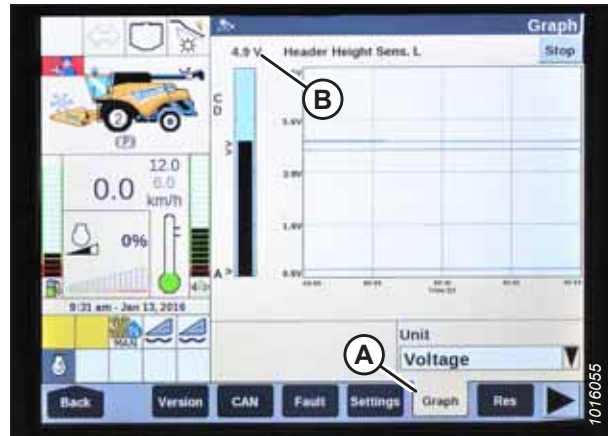 Graph
4.9 V
Header Height Sens. L
Stop
B
C
D
2
(P)
12.0
6.0
0.0
km/h
0%
A
9:31 am - Jan 13, 2016
MAN
Unit
A
Voltage
Back
Version
CAN
Fault
Settings
Graph
Res
1016055